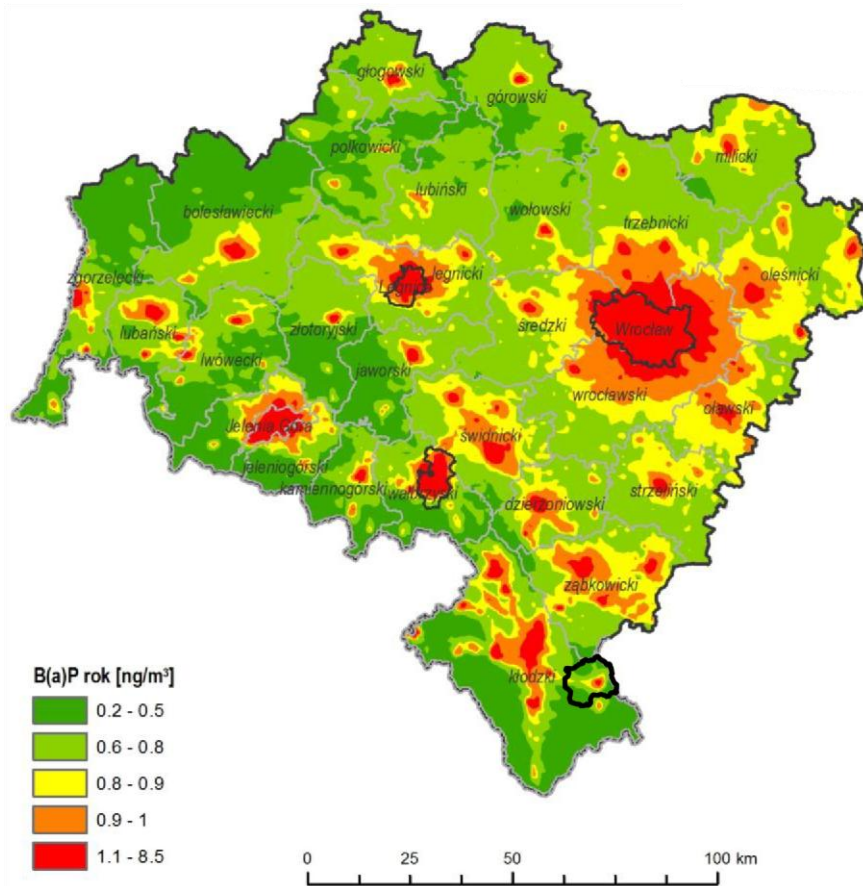 głogowski
górowski
polkowicki
milicki
lubiński
bolesławiecki
wołowski
trzebnicki
zgorzelecki
legnicki
oleśnicki
Legnica
lubański
złotoryjski
średzki
Wrocław
lwówecki
jaworski
wrocławski
oławski
Jelenia Góra
świdnicki
jeleniogórski
kamiennogórski
wałbrzyski
dzierżoniowski
strzeliński
ząbkowicki
kłodzki
B(a)P rok [ng/m³]
0.2 - 0.5
0.6 - 0.8
0.8 - 0.9
0.9 - 1
1.1 - 8.5
0 25 50 100 km